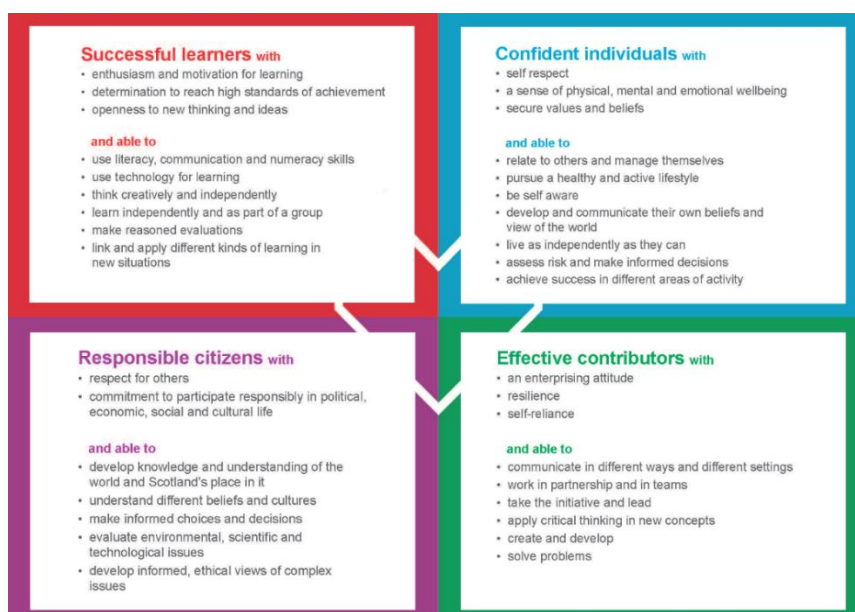 Successful learners with
• enthusiasm and motivation for learning
• determination to reach high standards of achievement
• openness to new thinking and ideas
and able to
• use literacy, communication and numeracy skills
• use technology for learning
• think creatively and independently
• learn independently and as part of a group
• make reasoned evaluations
• link and apply different kinds of learning in
new situations
Confident individuals with
• self respect
• a sense of physical, mental and emotional wellbeing
• secure values and beliefs
and able to
• relate to others and manage themselves
• pursue a healthy and active lifestyle
• be self aware
• develop and communicate their own beliefs and
view of the world
• live as independently as they can
• assess risk and make informed decisions
• achieve success in different areas of activity
Responsible citizens with
• respect for others
• commitment to participate responsibly in political,
economic, social and cultural life
and able to
• develop knowledge and understanding of the
world and Scotland's place in it
• understand different beliefs and cultures
• make informed choices and decisions
• evaluate environmental, scientific and
technological issues
• develop informed, ethical views of complex
issues
Effective contributors with
• an enterprising attitude
• resilience
• self-reliance
and able to
• communicate in different ways and different settings
• work in partnership and in teams
• take the initiative and lead
• apply critical thinking in new concepts
• create and develop
• solve problems